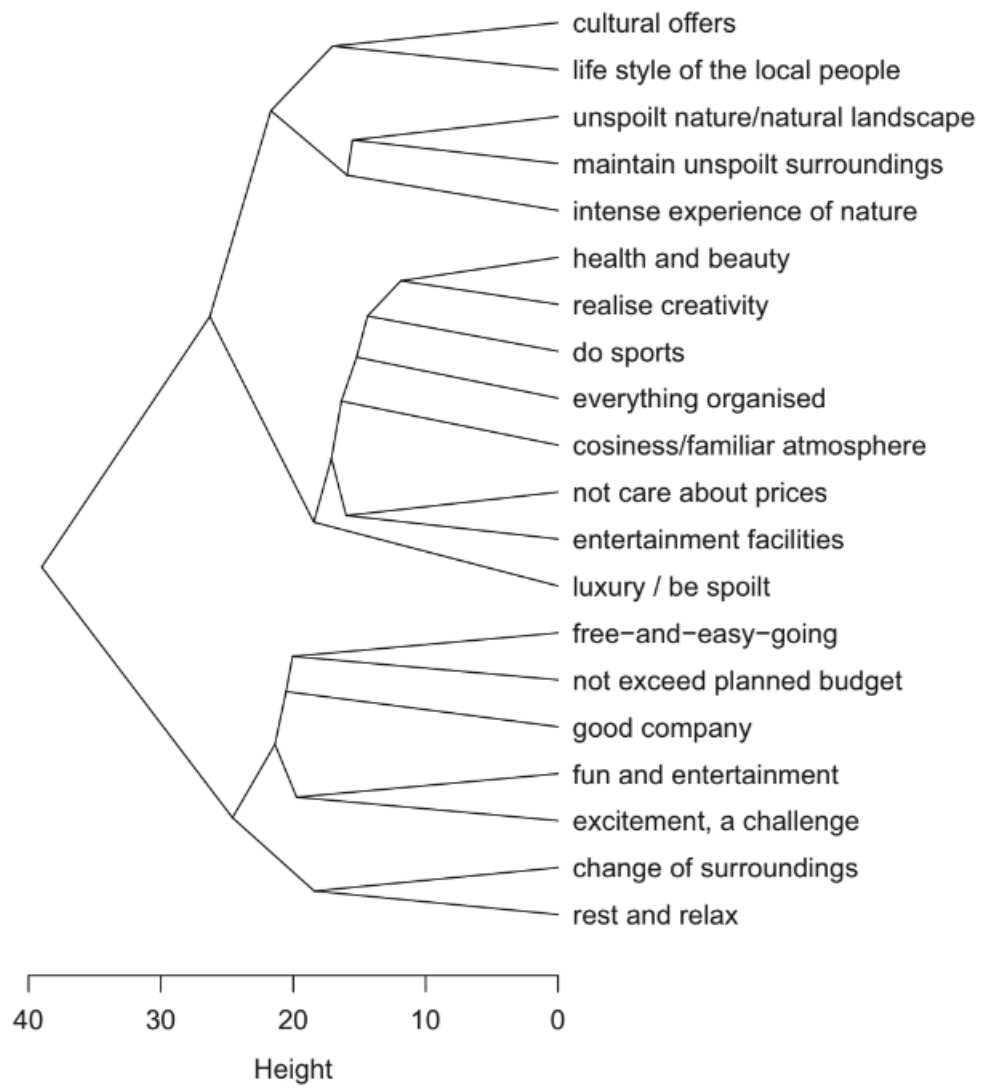 cultural offers
life style of the local people
unspoilt nature/natural landscape
maintain unspoilt surroundings
intense experience of nature
health and beauty
realise creativity
do sports
everything organised
cosiness/familiar atmosphere
not care about prices
entertainment facilities
luxury / be spoilt
free−and−easy−going
not exceed planned budget
good company
fun and entertainment
excitement, a challenge
change of surroundings
rest and relax
40 30 20 10 0
Height